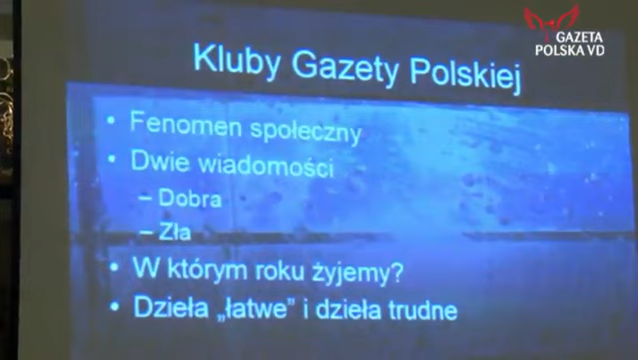 GAZETA
POLSKA VD
Kluby Gazety Polskiej
• Fenomen społeczny
• Dwie wiadomości
– Dobra
– Zła
• W którym roku żyjemy?
• Dzieła „łatwe” i dzieła trudne